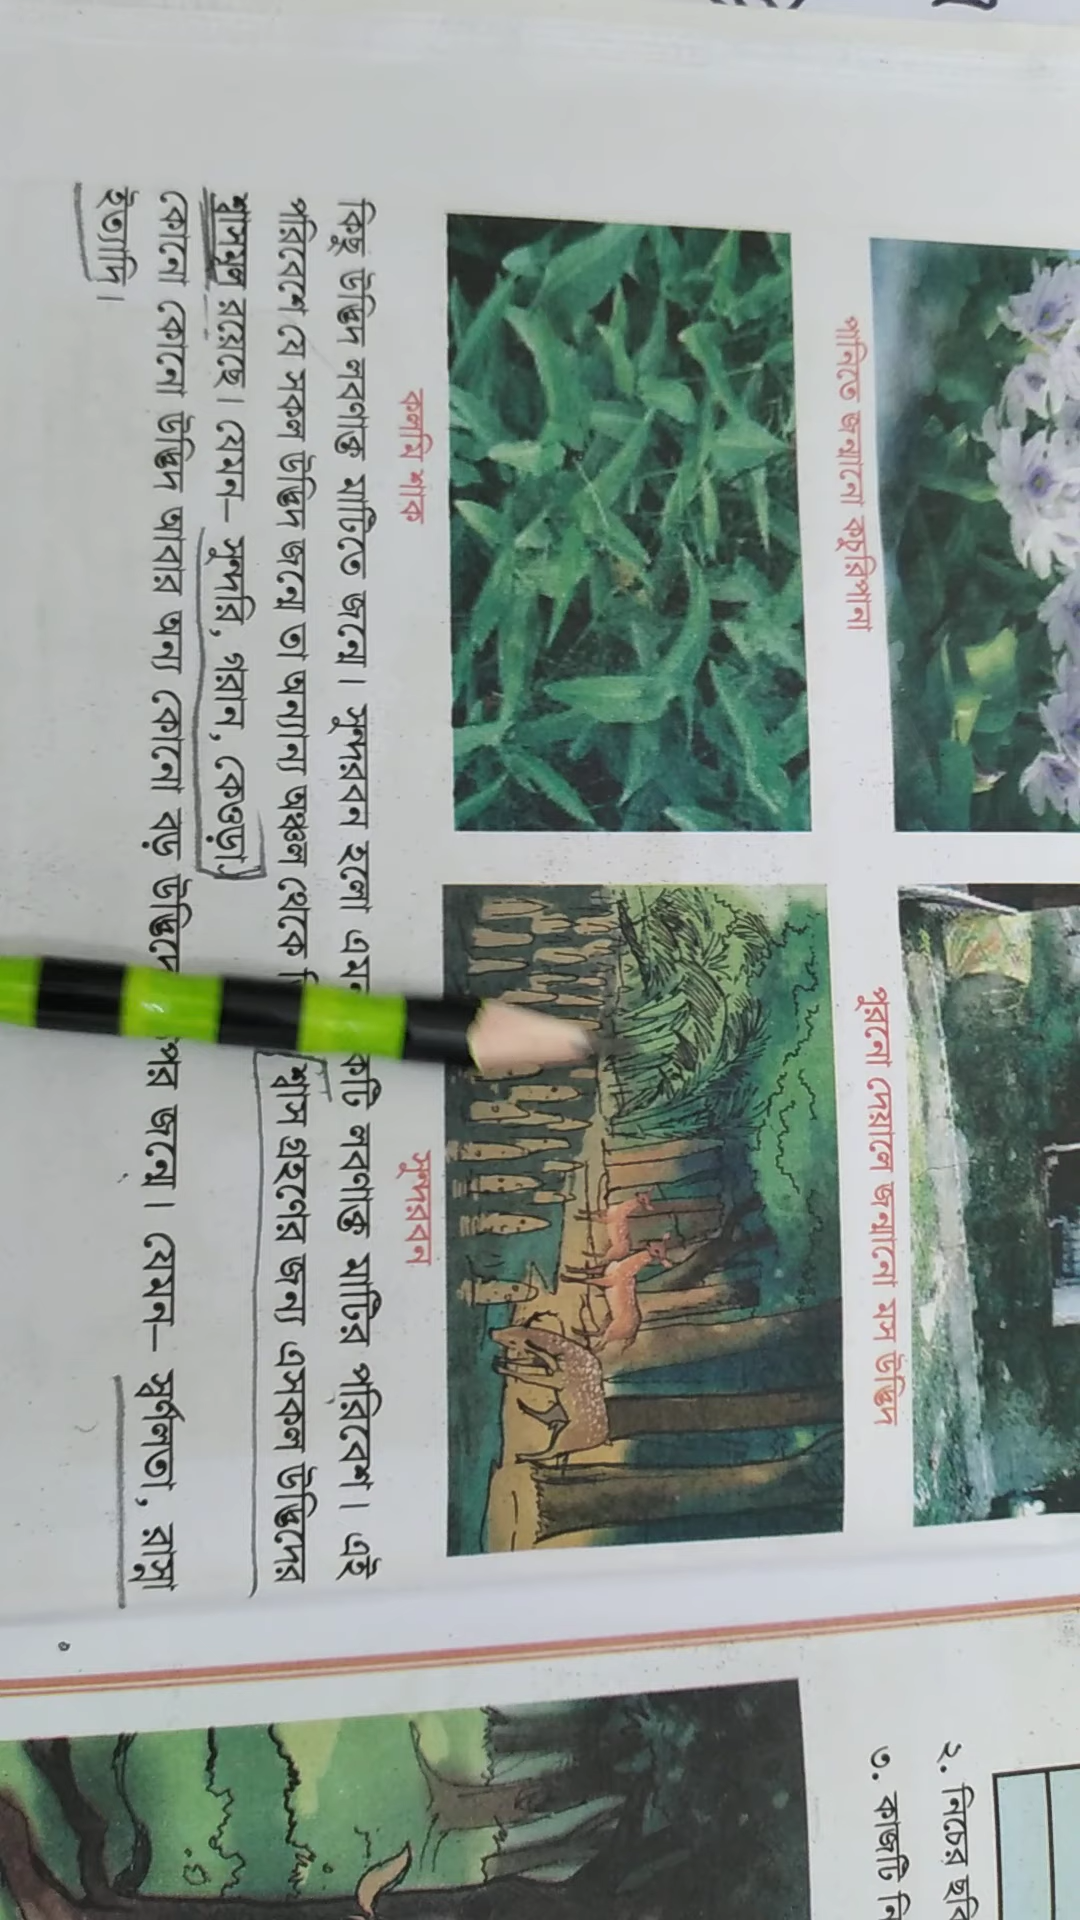 পানিতে জন্মানো কচুরিপানা
পুরনো দেয়ালে জন্মানো মস উদ্ভিদ
কলমি শাক
সুন্দরবন
কিছু উদ্ভিদ লবণাক্ত মাটিতে জন্মে। সুন্দরবন হলো এমন কটি লবণাক্ত মাটির পরিবেশ। এই
পরিবেশে যে সকল উদ্ভিদ জন্মে তা অন্যান্য অঞ্চল থেকে শ্বাস গ্রহণের জন্য এসকল উদ্ভিদের
শ্বাসমূল রয়েছে। যেমন– সুন্দরি, গরান, কেওড়া।
কোনো কোনো উদ্ভিদ আবার অন্য কোনো বড় উদ্ভিদে পর জন্মে। যেমন– স্বর্ণলতা, রাস্না
ইত্যাদি।
২. নিচের ছবি
৩. কাজটি নি